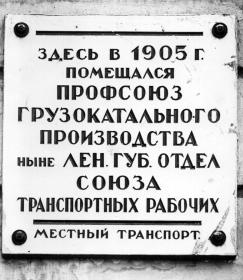 ЗДЕСЬ В 1905 Г.
ПОМЕЩАЛСЯ
ПРОФСОЮЗ
ГРУЗОКАТАЛЬНОГО
ПРОИЗВОДСТВА
НЫНЕ ЛЕН. ГУБ. ОТДЕЛ
СОЮЗА
ТРАНСПОРТНЫХ РАБОЧИХ
МЕСТНЫЙ ТРАНСПОРТ.